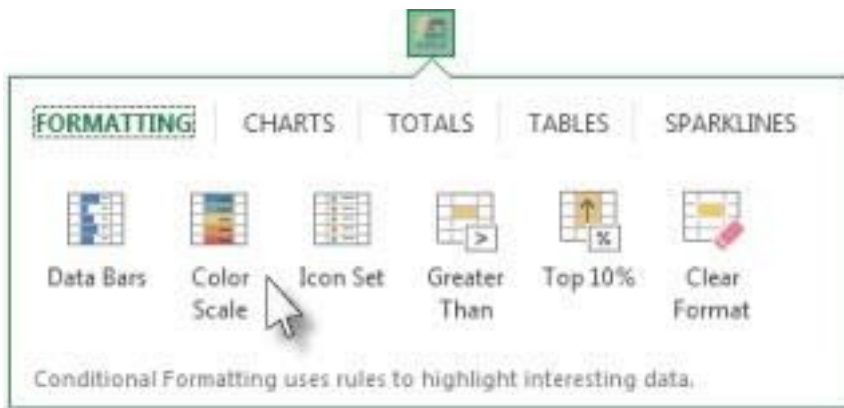 FORMATTING CHARTS TOTALS TABLES SPARKLINES
> %
Data Bars Color Icon Set Greater Top 10% Clear
Scale Than Format
Conditional Formatting uses rules to highlight interesting data.